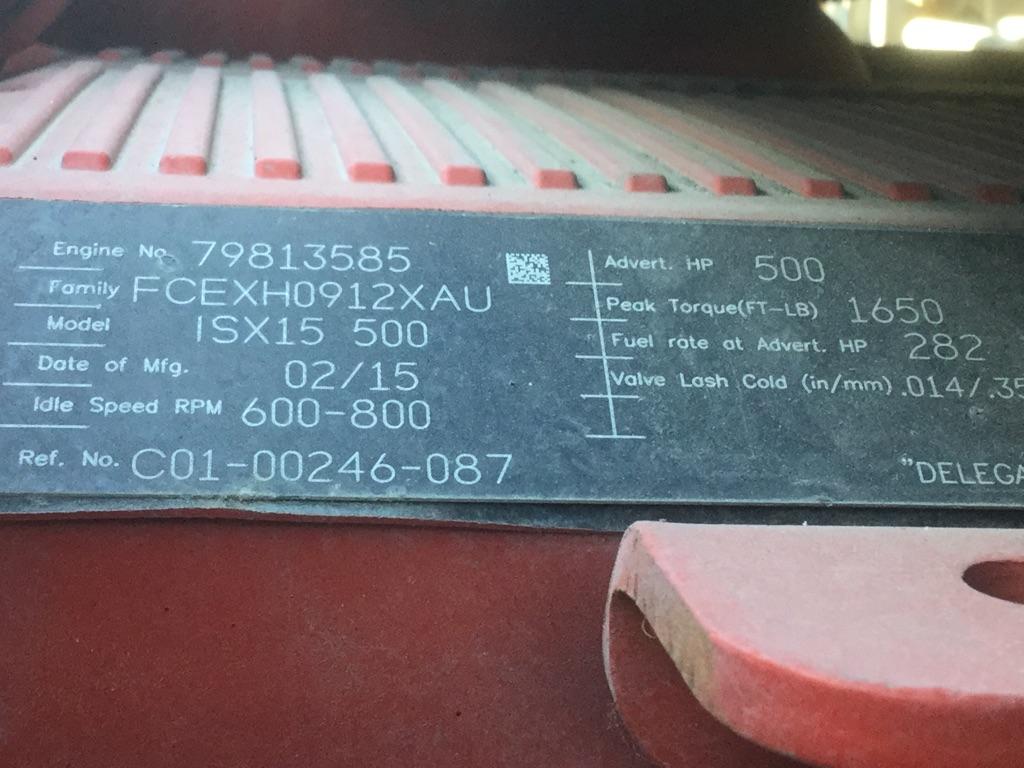 Engine No. 79813585
Family FCEXH0912XAU
Model ISX15 500
Date of Mfg. 02/15
Idle Speed RPM 600-800
Ref. No. C01-00246-087
Advert. HP 500
Peak Torque(FT-LB) 1650
Fuel rate at Advert. HP 282
Valve Lash Cold (in/mm) .014/.35
"DELEGA